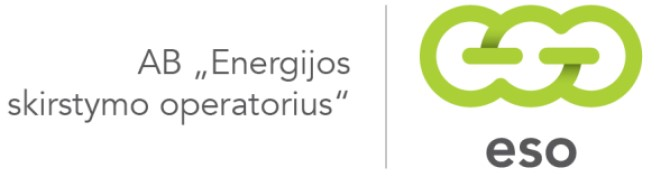 AB „Energijos
skirstymo operatorius“
eso